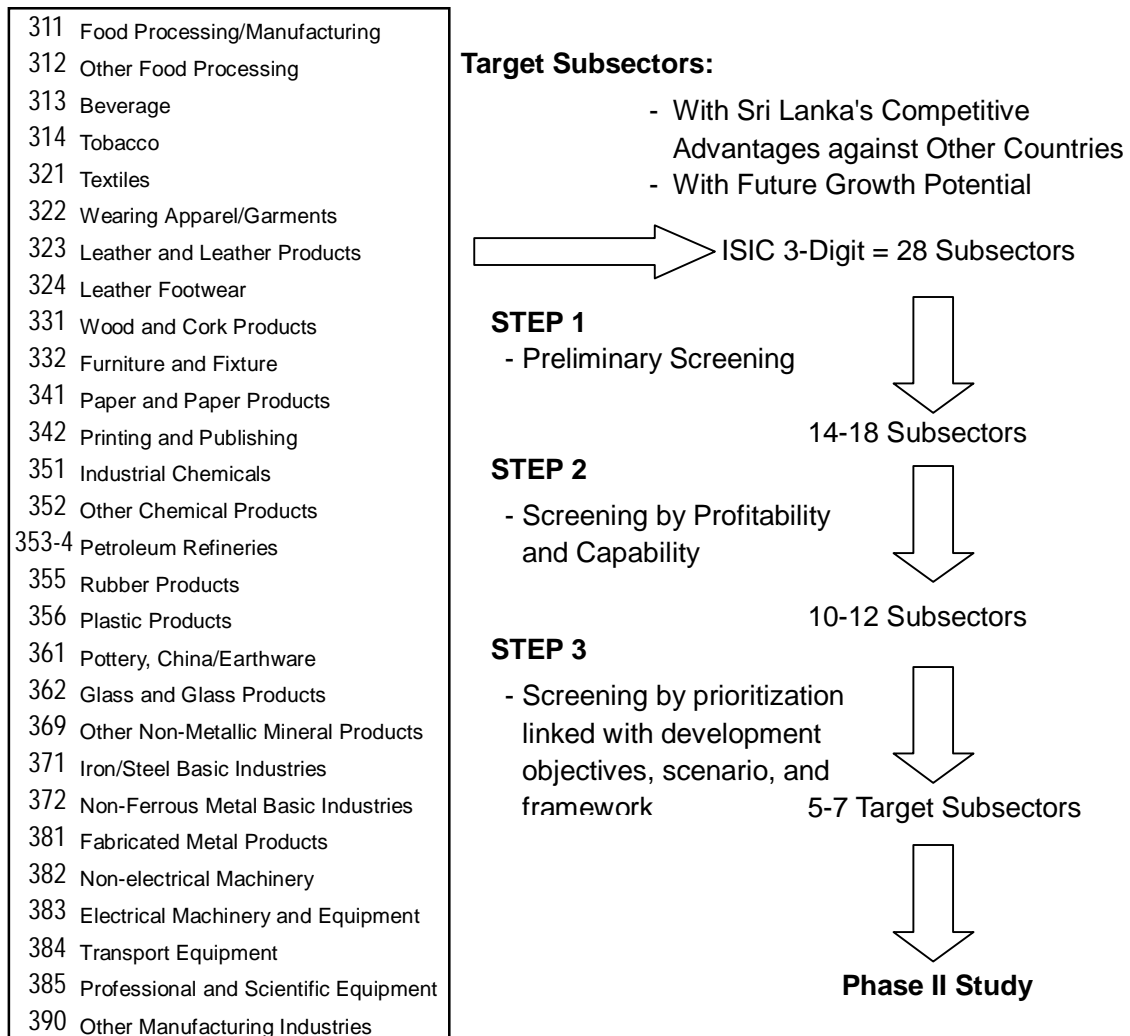 311 Food Processing/Manufacturing
312 Other Food Processing
313 Beverage
314 Tobacco
321 Textiles
322 Wearing Apparel/Garments
323 Leather and Leather Products
324 Leather Footwear
331 Wood and Cork Products
332 Furniture and Fixture
341 Paper and Paper Products
342 Printing and Publishing
351 Industrial Chemicals
352 Other Chemical Products
353-4 Petroleum Refineries
355 Rubber Products
356 Plastic Products
361 Pottery, China/Earthware
362 Glass and Glass Products
369 Other Non-Metallic Mineral Products
371 Iron/Steel Basic Industries
372 Non-Ferrous Metal Basic Industries
381 Fabricated Metal Products
382 Non-electrical Machinery
383 Electrical Machinery and Equipment
384 Transport Equipment
385 Professional and Scientific Equipment
390 Other Manufacturing Industries
Target Subsectors:
- With Sri Lanka's Competitive
Advantages against Other Countries
- With Future Growth Potential
ISIC 3-Digit = 28 Subsectors
STEP 1
- Preliminary Screening
14-18 Subsectors
STEP 2
- Screening by Profitability
and Capability
10-12 Subsectors
STEP 3
- Screening by prioritization
linked with development
objectives, scenario, and
framework
5-7 Target Subsectors
Phase II Study